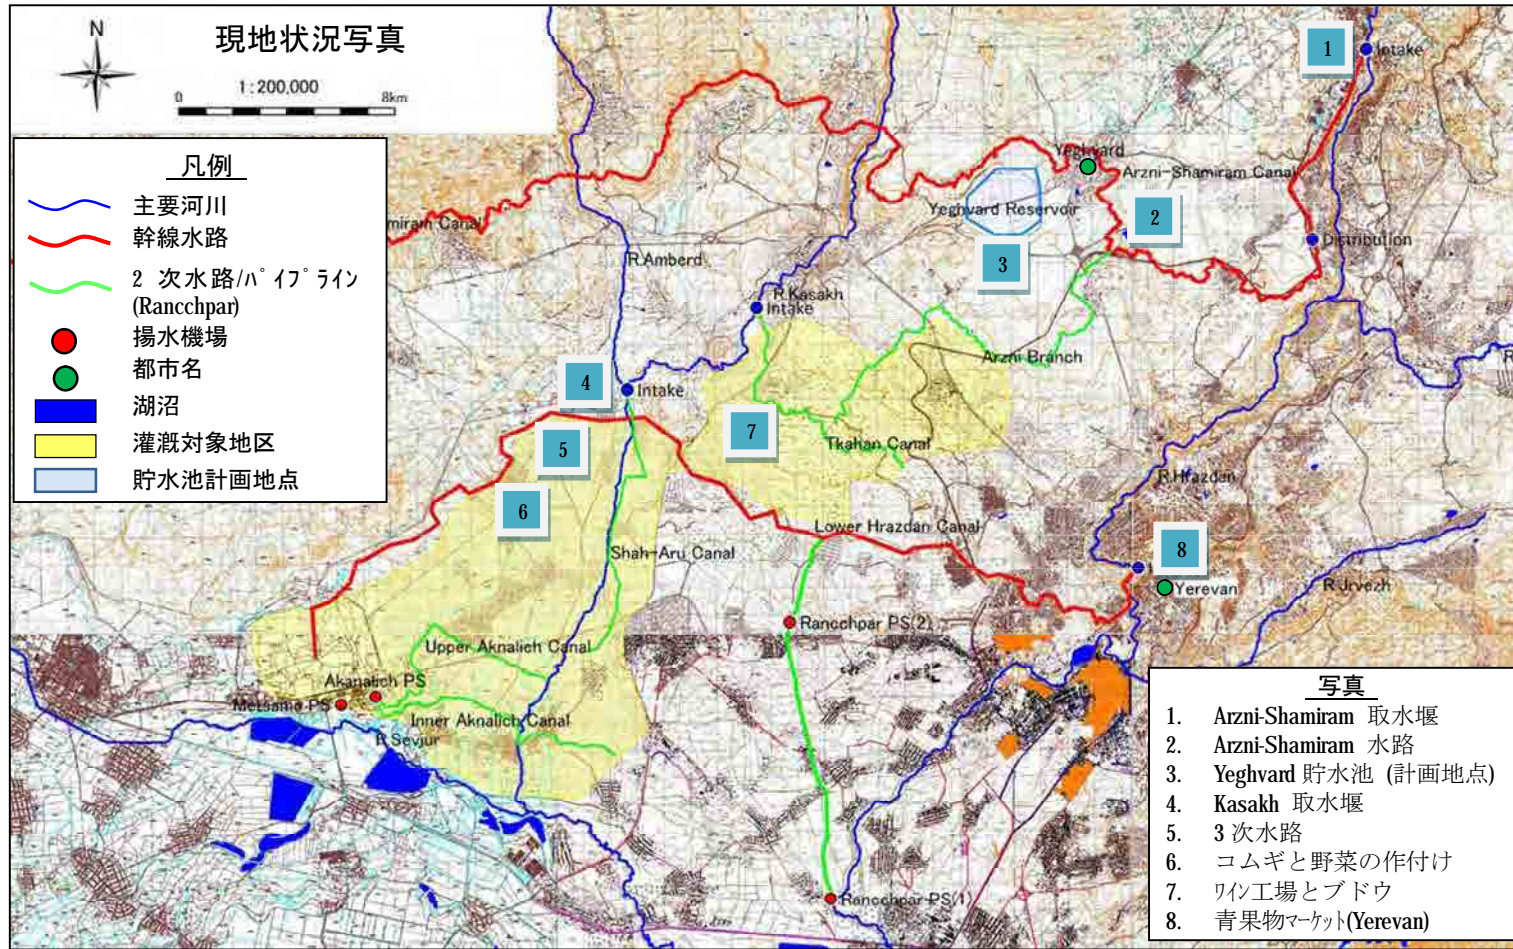 現地状況写真
N
1:200,000
0 8km
凡例
主要河川
幹線水路
2 次水路/パイプライン
(Rancchpar)
揚水機場
都市名
湖沼
灌漑対象地区
貯水池計画地点
1
Intake
Yeghvard
Arzni-Shamiram Canal
Yeghvard Reservoir
2
miram Canal
Distribution
3
R.Amberd
R.Kasakh
Intake
Arzni Branch
4
Intake
5
7
Tkahan Canal
R.Hrazdan
6
Lower Hrazdan Canal
Shah-Aru Canal
8
Yerevan
R.Jrvezh
Rancchpar PS(2)
Upper Aknalich Canal
Akanalich PS
Metsamo PS
Inner Aknalich Canal
R.Sevjur
Rancchpar PS(1)
写真
1. Arzni-Shamiram 取水堰
2. Arzni-Shamiram 水路
3. Yeghvard 貯水池 (計画地点)
4. Kasakh 取水堰
5. 3 次水路
6. コムギと野菜の作付け
7. ワイン工場とブドウ
8. 青果物マーケット(Yerevan)